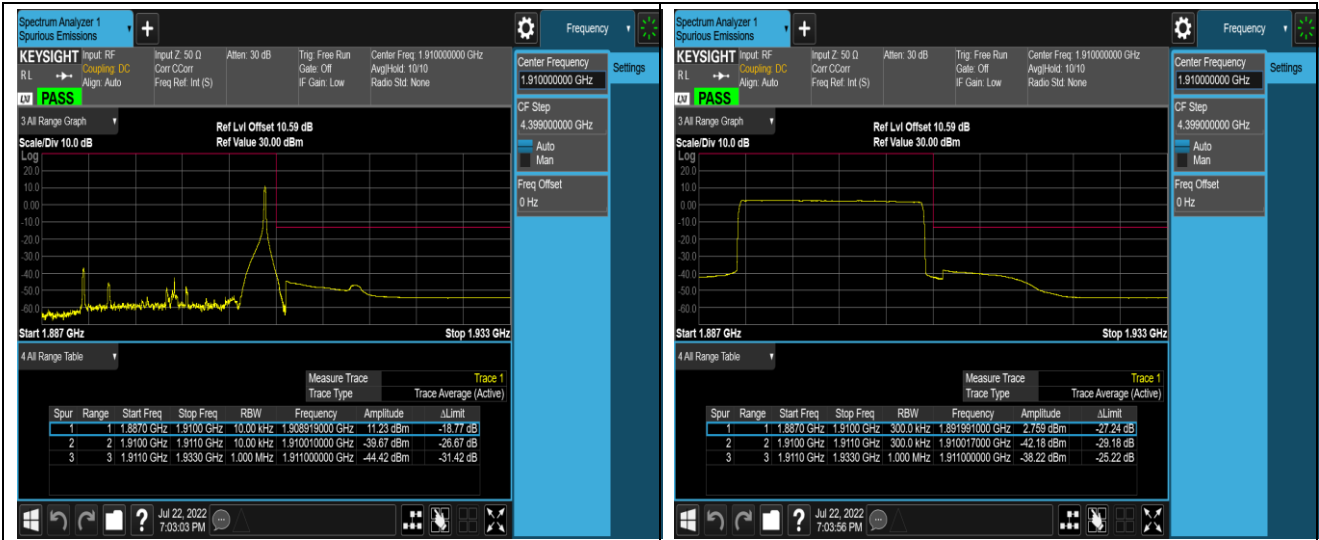 Spectrum Analyzer 1
Spurious Emissions
Frequency
KEYSIGHT
Input: RF
Coupling: DC
Align: Auto
Input Z: 50 Ω
Corr CCorr
Freq Ref: Int (S)
Atten: 30 dB
Trig: Free Run
Gate: Off
IF Gain: Low
Center Freq: 1.910000000 GHz
Avg|Hold: 10/10
Radio Std: None
RL
LXI
PASS
Center Frequency
1.910000000 GHz
Settings
CF Step
4.399000000 GHz
Auto
Man
Freq Offset
0 Hz
3 All Range Graph
Ref Lvl Offset 10.59 dB
Scale/Div 10.0 dB
Ref Value 30.00 dBm
Log
20.0
10.0
0.00
-10.0
-20.0
-30.0
-40.0
-50.0
-60.0
Start 1.887 GHz
Stop 1.933 GHz
4 All Range Table
Measure Trace Trace 1
Trace Type Trace Average (Active)
Spur Range Start Freq Stop Freq RBW Frequency Amplitude ΔLimit
1 1 1.8870 GHz 1.9100 GHz 10.00 kHz 1.908919000 GHz 11.23 dBm -18.77 dB
2 2 1.9100 GHz 1.9110 GHz 10.00 kHz 1.910010000 GHz -39.67 dBm -26.67 dB
3 3 1.9110 GHz 1.9330 GHz 1.000 MHz 1.911000000 GHz -44.42 dBm -31.42 dB
?
Jul 22, 2022
7:03:03 PM
Spectrum Analyzer 1
Spurious Emissions
Frequency
KEYSIGHT
Input: RF
Coupling: DC
Align: Auto
Input Z: 50 Ω
Corr CCorr
Freq Ref: Int (S)
Atten: 30 dB
Trig: Free Run
Gate: Off
IF Gain: Low
Center Freq: 1.910000000 GHz
Avg|Hold: 10/10
Radio Std: None
RL
LXI
PASS
Center Frequency
1.910000000 GHz
Settings
CF Step
4.399000000 GHz
Auto
Man
Freq Offset
0 Hz
3 All Range Graph
Ref Lvl Offset 10.59 dB
Scale/Div 10.0 dB
Ref Value 30.00 dBm
Log
20.0
10.0
0.00
-10.0
-20.0
-30.0
-40.0
-50.0
-60.0
Start 1.887 GHz
Stop 1.933 GHz
4 All Range Table
Measure Trace Trace 1
Trace Type Trace Average (Active)
Spur Range Start Freq Stop Freq RBW Frequency Amplitude ΔLimit
1 1 1.8870 GHz 1.9100 GHz 300.0 kHz 1.891991000 GHz 2.759 dBm -27.24 dB
2 2 1.9100 GHz 1.9110 GHz 300.0 kHz 1.910017000 GHz -42.18 dBm -29.18 dB
3 3 1.9110 GHz 1.9330 GHz 1.000 MHz 1.911000000 GHz -38.22 dBm -25.22 dB
?
Jul 22, 2022
7:03:56 PM